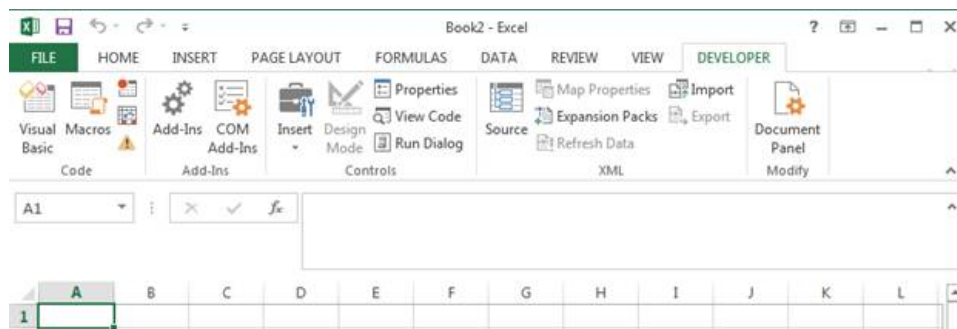 Book2 - Excel
?
FILE HOME INSERT PAGE LAYOUT FORMULAS DATA REVIEW VIEW DEVELOPER
Visual Basic
Macros
Add-Ins
COM Add-Ins
Insert
Design Mode
Properties
View Code
Run Dialog
Source
Map Properties
Expansion Packs
Refresh Data
Import
Export
Document Panel
Code Add-Ins Controls XML Modify
A1 fx
A B C D E F G H I J K L
1